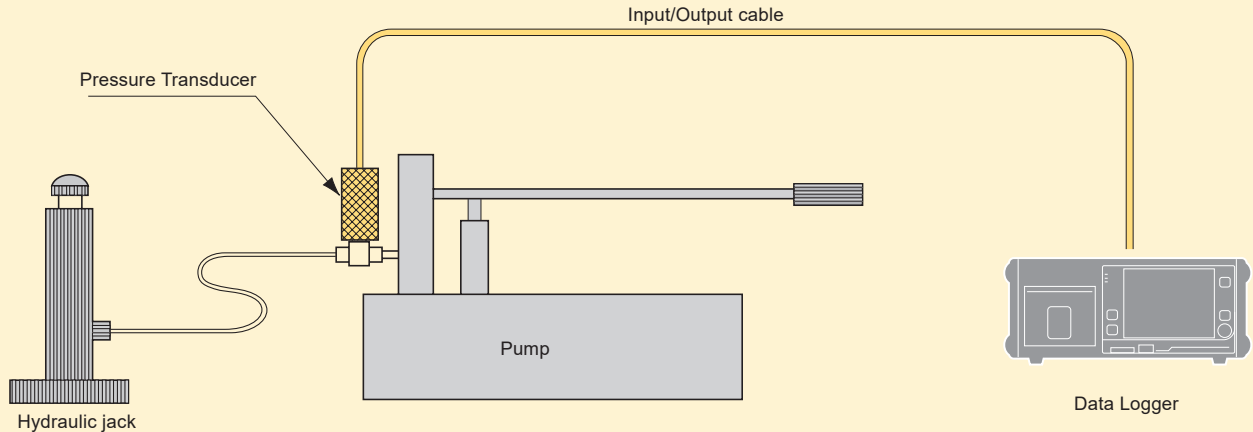 Input/Output cable
Pressure Transducer
Pump
Data Logger
Hydraulic jack